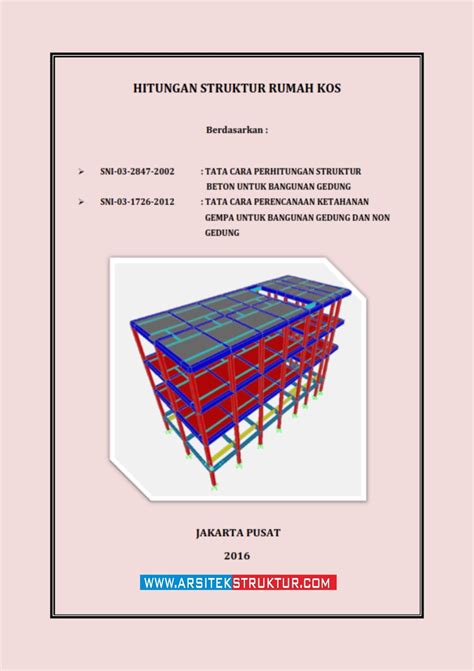 HITUNGAN STRUKTUR RUMAH KOS
Berdasarkan :
➢ SNI-03-2847-2002 : TATA CARA PERHITUNGAN STRUKTUR
BETON UNTUK BANGUNAN GEDUNG
➢ SNI-03-1726-2012 : TATA CARA PERENCANAAN KETAHANAN
GEMPA UNTUK BANGUNAN GEDUNG DAN NON
GEDUNG
JAKARTA PUSAT
2016
WWW.ARSITEKSTRUKTUR.COM